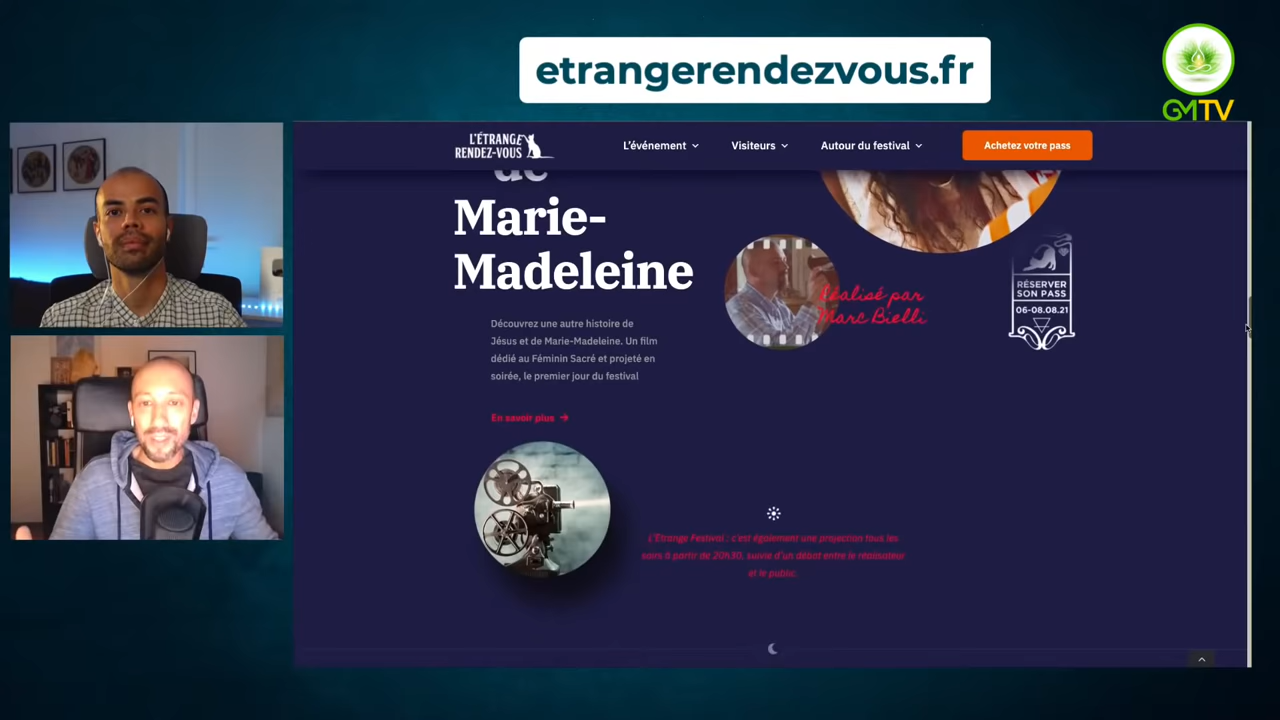 etrangerendezvous.fr
GMTV
L'ÉTRANGE
RENDEZ-VOUS
L'événement
Visiteurs
Autour du festival
Achetez votre pass
de
Marie-
Madeleine
Réalisé par
Marc Bielli
RÉSERVER
SON PASS
06-08.08.21
Découvrez une autre histoire de
Jésus et de Marie-Madeleine. Un film
dédié au Féminin Sacré et projeté en
soirée, le premier jour du festival
En savoir plus →
L'Etrange Festival : c'est également une projection tous les
soirs à partir de 20h30, suivie d'un débat entre le réalisateur
et le public.